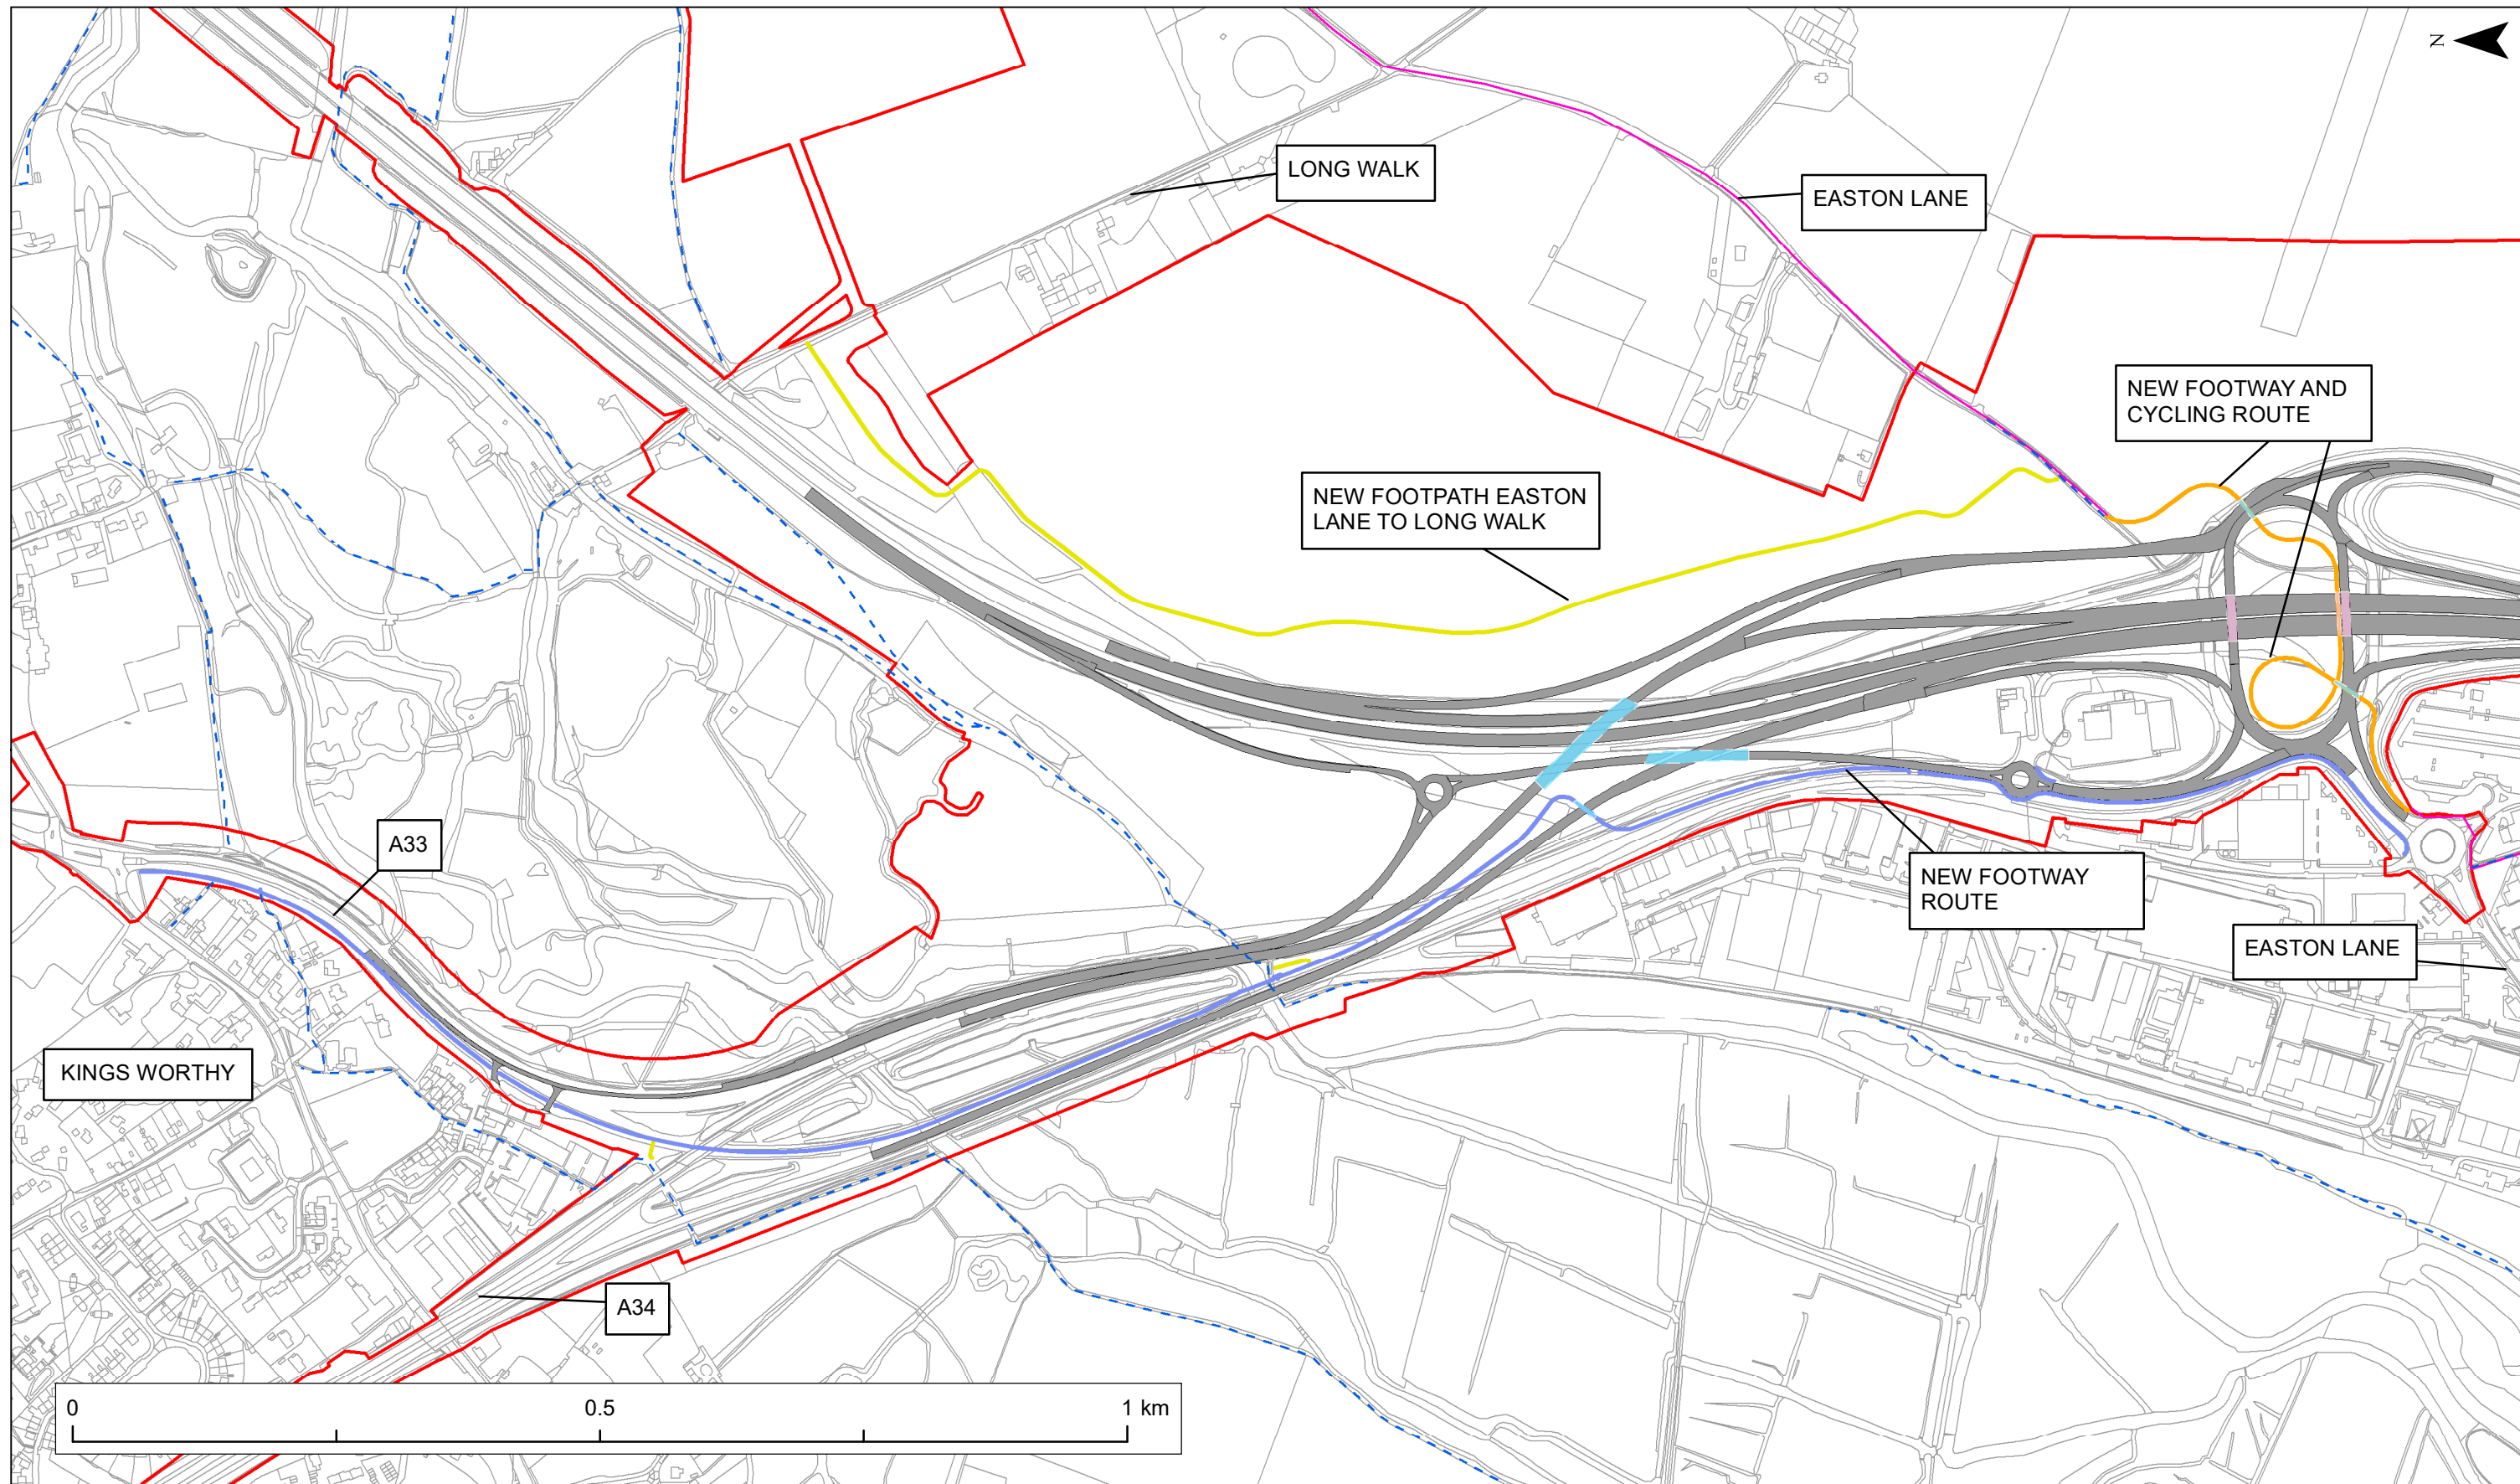 N
LONG WALK
EASTON LANE
NEW FOOTWAY AND
CYCLING ROUTE
NEW FOOTPATH EASTON
LANE TO LONG WALK
A33
NEW FOOTWAY
ROUTE
EASTON LANE
KINGS WORTHY
A34
0 0.5 1 km